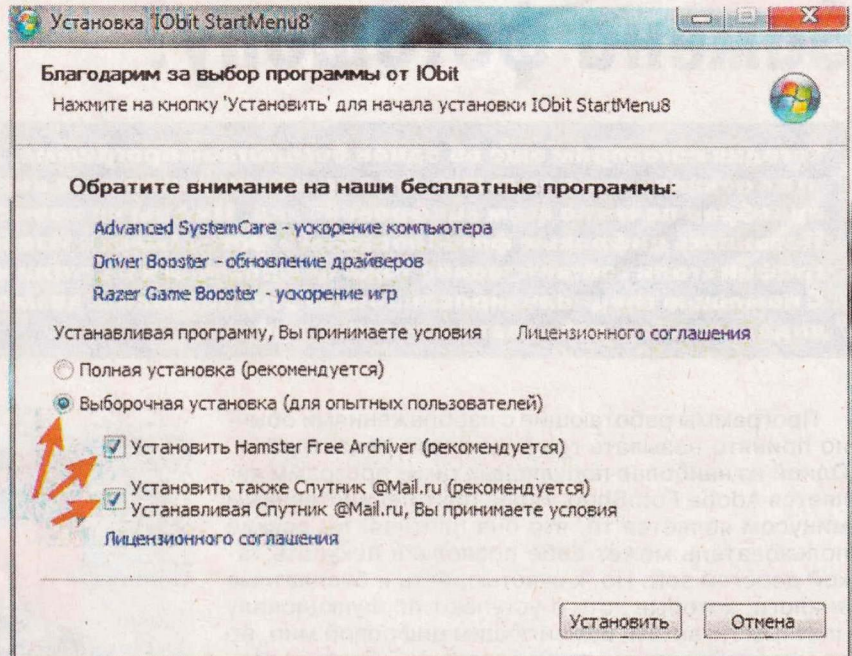 Установка 'IObit StartMenu8'
Благодарим за выбор программы от IObit
Нажмите на кнопку 'Установить' для начала установки IObit StartMenu8
Обратите внимание на наши бесплатные программы:
Advanced SystemCare - ускорение компьютера
Driver Booster - обновление драйверов
Razer Game Booster - ускорение игр
Устанавливая программу, Вы принимаете условия Лицензионного соглашения
Полная установка (рекомендуется)
Выборочная установка (для опытных пользователей)
Установить Hamster Free Archiver (рекомендуется)
Установить также Спутник @Mail.ru (рекомендуется)
Устанавливая Спутник @Mail.ru, Вы принимаете условия
Лицензионного соглашения
Установить Отмена